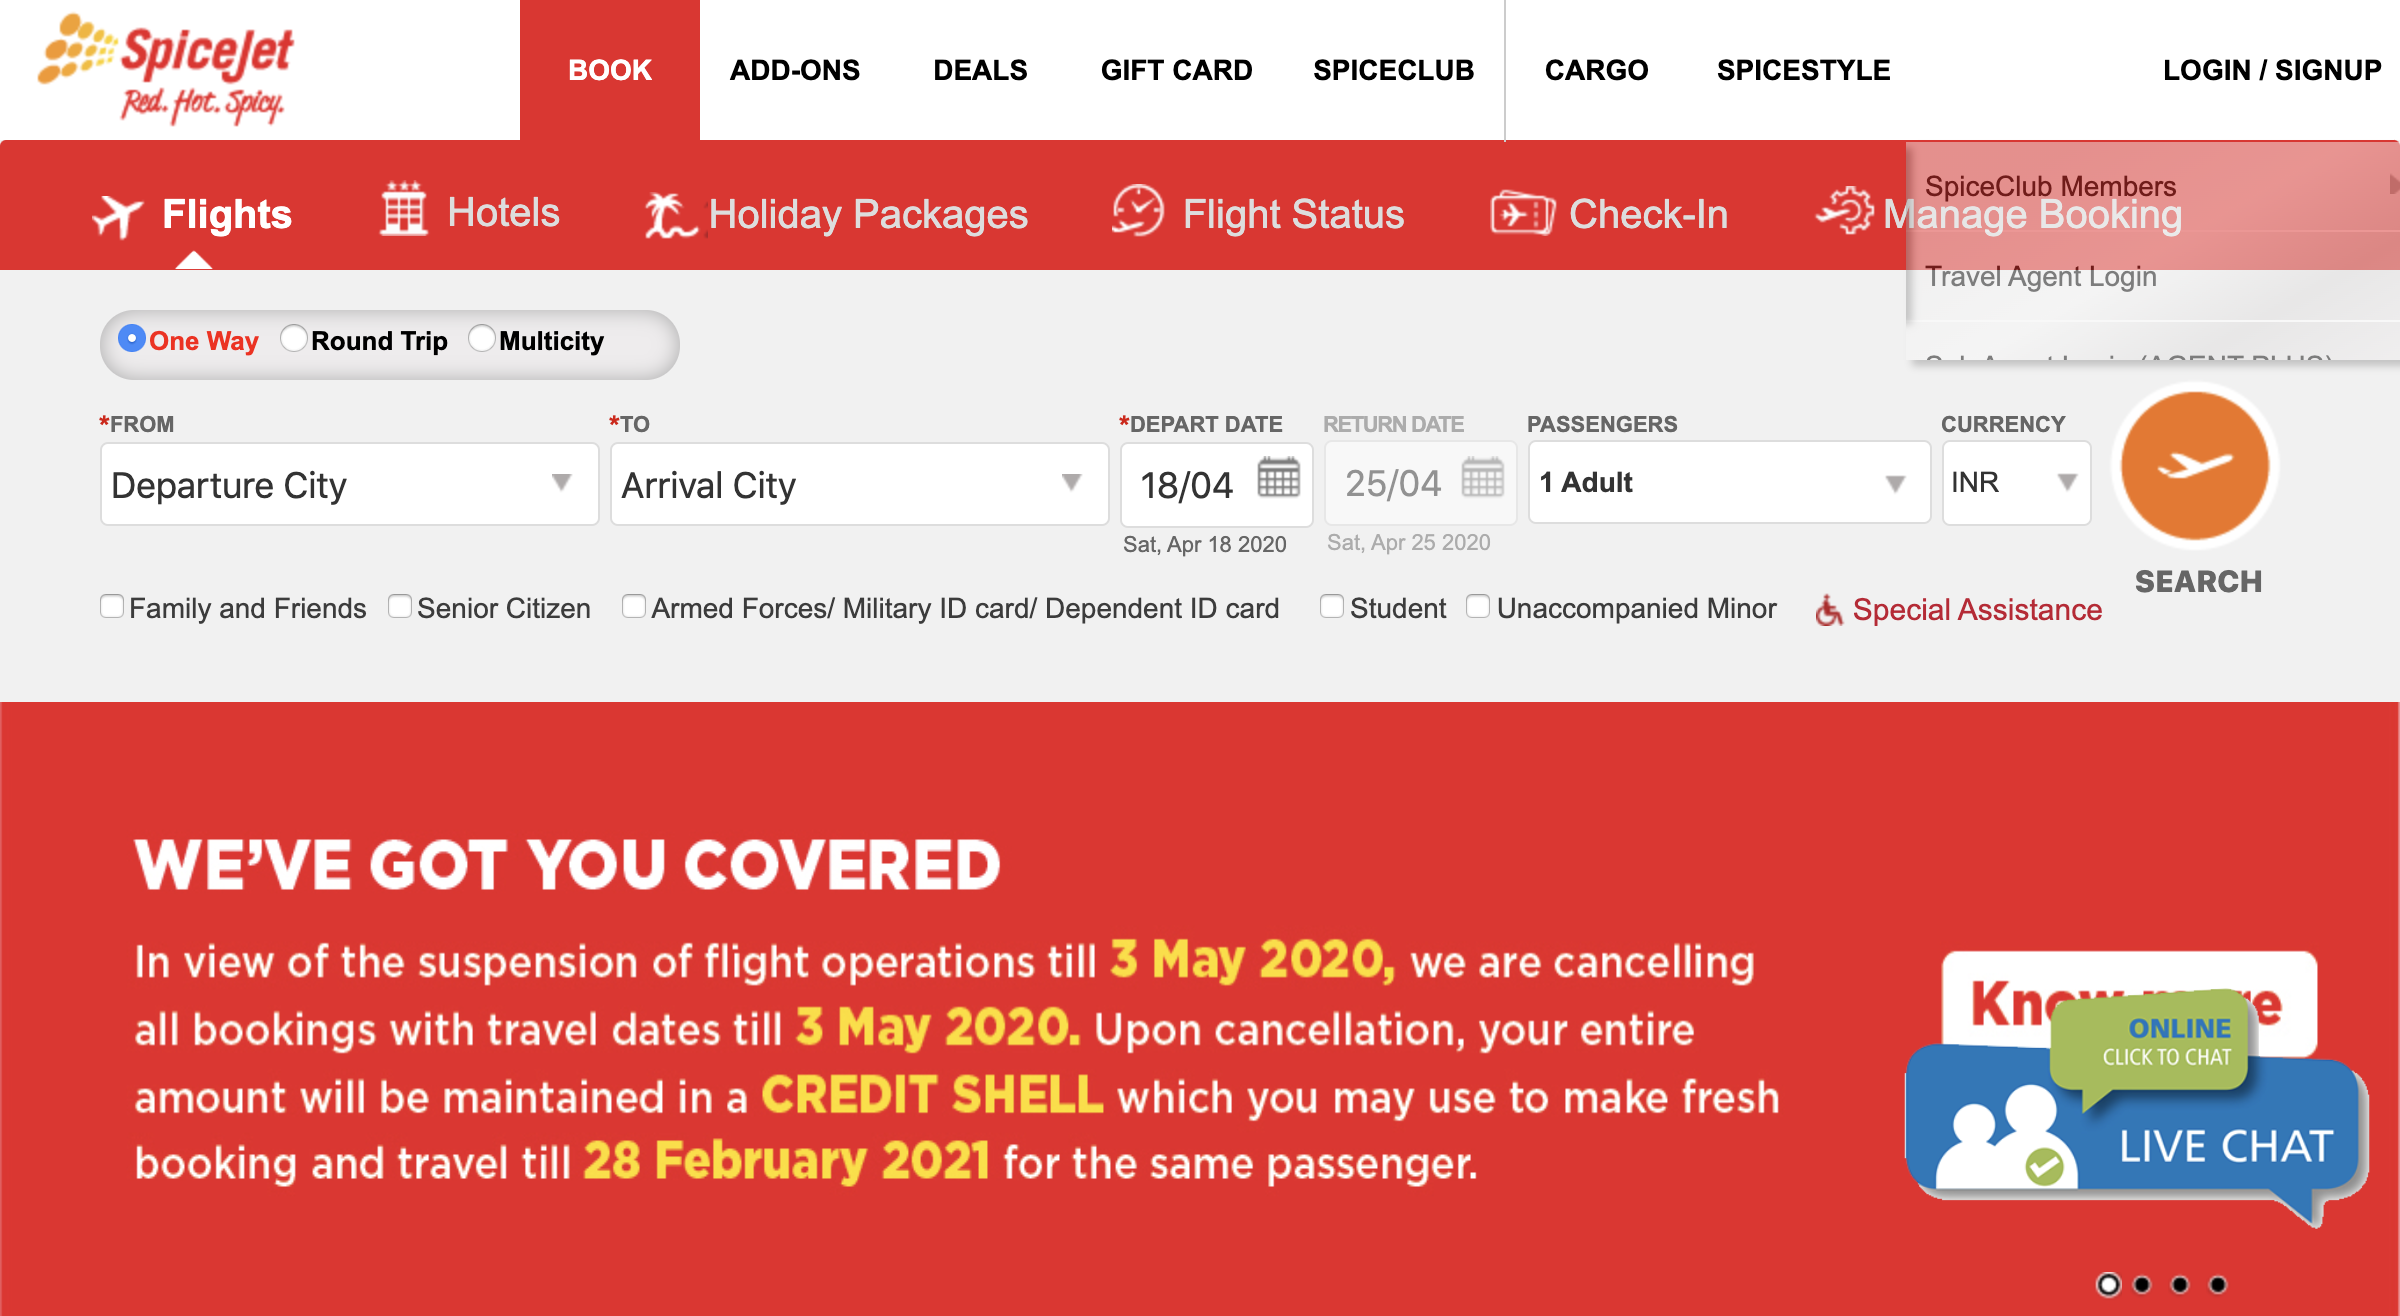 SpiceJet
Red. Hot. Spicy.
BOOK ADD-ONS DEALS GIFT CARD SPICECLUB CARGO SPICESTYLE LOGIN / SIGNUP
SpiceClub Members
Flights Hotels Holiday Packages Flight Status Check-In Manage Booking
Travel Agent Login
One Way Round Trip Multicity
(AGENT PLUS)
*FROM *TO *DEPART DATE RETURN DATE PASSENGERS CURRENCY
Departure City Arrival City 18/04 25/04 1 Adult INR
Sat, Apr 18 2020 Sat, Apr 25 2020
SEARCH
Family and Friends Senior Citizen Armed Forces/ Military ID card/ Dependent ID card Student Unaccompanied Minor Special Assistance
WE'VE GOT YOU COVERED
In view of the suspension of flight operations till 3 May 2020, we are cancelling
all bookings with travel dates till 3 May 2020. Upon cancellation, your entire
amount will be maintained in a CREDIT SHELL which you may use to make fresh
booking and travel till 28 February 2021 for the same passenger.
Know more
ONLINE
CLICK TO CHAT
LIVE CHAT